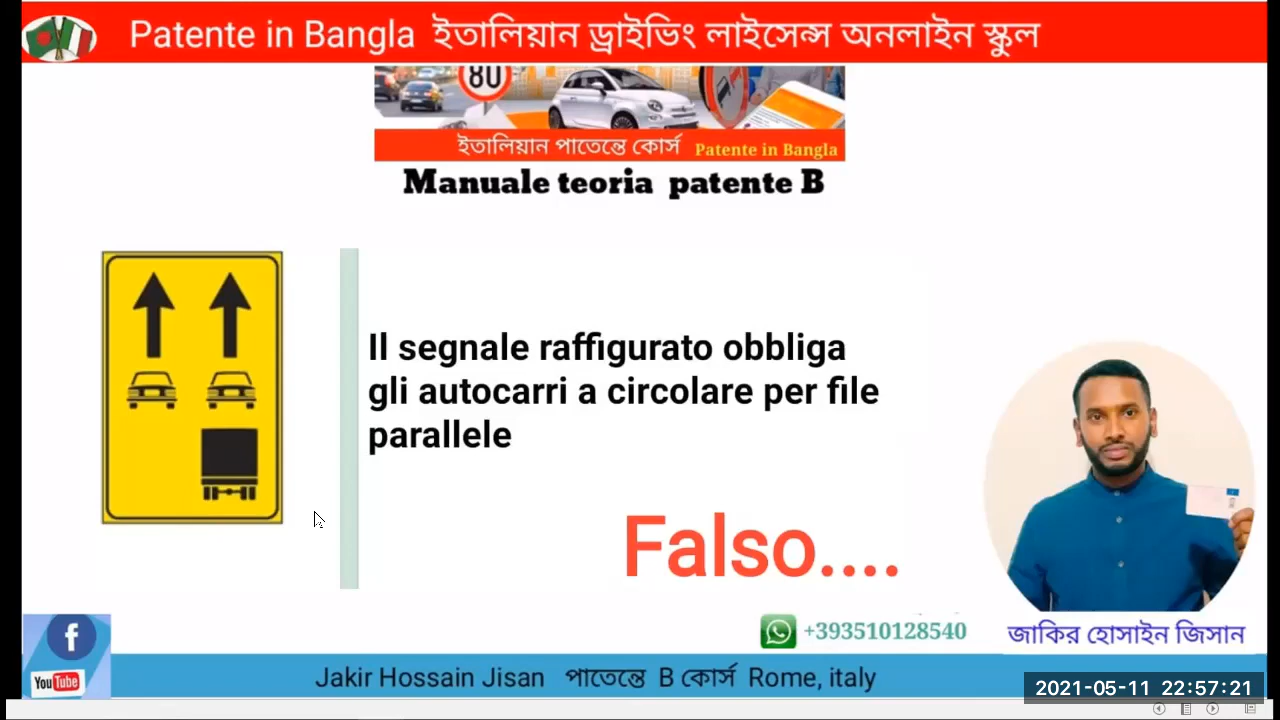 Patente in Bangla ইতালিয়ান ড্রাইভিং লাইসেন্স অনলাইন স্কুল
80
ইতালিয়ান পাতেন্তে কোর্স Patente in Bangla
Manuale teoria patente B
Il segnale raffigurato obbliga
gli autocarri a circolare per file
parallele
Falso....
+393510128540
জাকির হোসাইন জিসান
f
You Tube
Jakir Hossain Jisan পাতেন্তে B কোর্স Rome, italy
2021-05-11 22:57:21